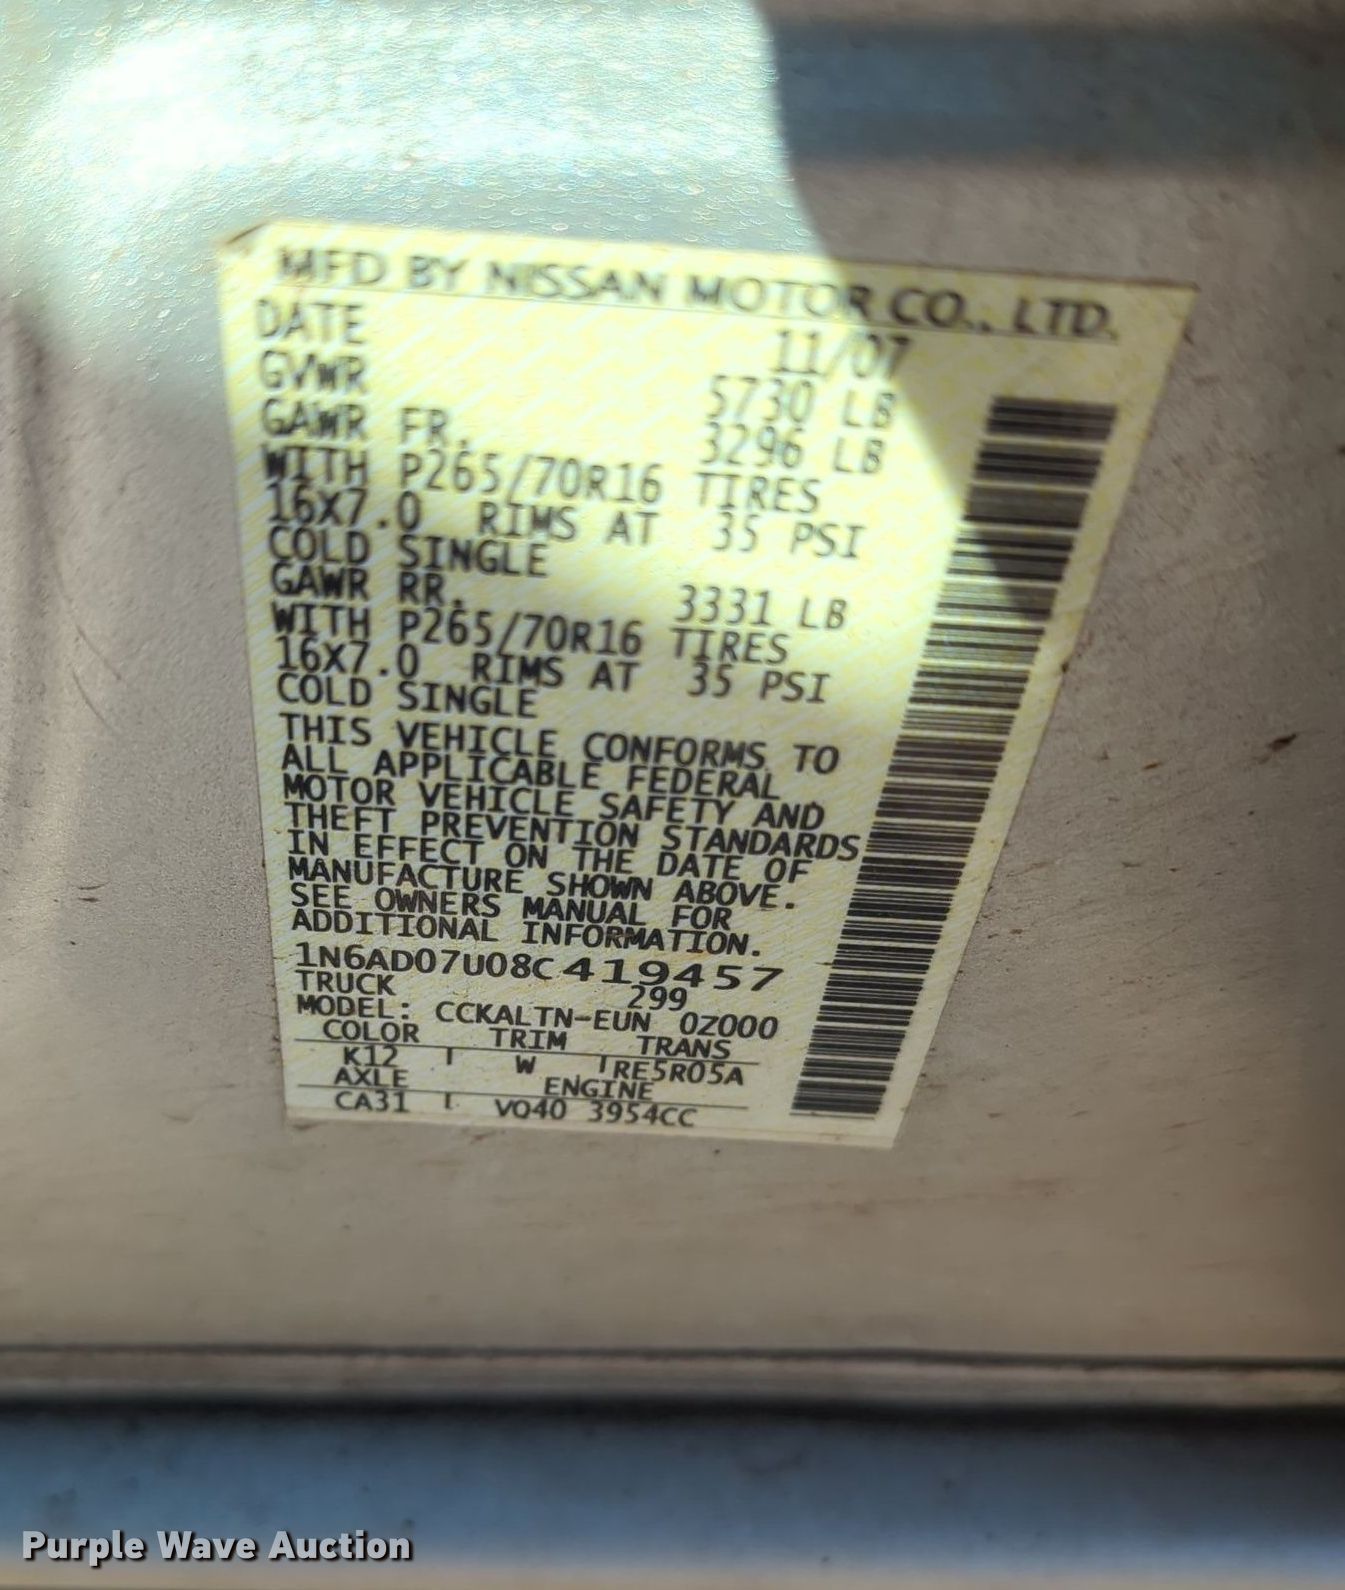 MFD BY NISSAN MOTOR CO., LTD.
DATE 11/07
GVWR 5730 LB
GAWR FR. 3296 LB
WITH P265/70R16 TIRES
16X7.0 RIMS AT 35 PSI
COLD SINGLE
GAWR RR. 3331 LB
WITH P265/70R16 TIRES
16X7.0 RIMS AT 35 PSI
COLD SINGLE
THIS VEHICLE CONFORMS TO
ALL APPLICABLE FEDERAL
MOTOR VEHICLE SAFETY AND
THEFT PREVENTION STANDARDS
IN EFFECT ON THE DATE OF
MANUFACTURE SHOWN ABOVE.
SEE OWNERS MANUAL FOR
ADDITIONAL INFORMATION.
1N6AD07U08C419457
TRUCK 299
MODEL: CCKALTN-EUN 0Z000
COLOR TRIM TRANS
K12 W RE5R05A
AXLE ENGINE
CA31 VQ40 3954CC
Purple Wave Auction